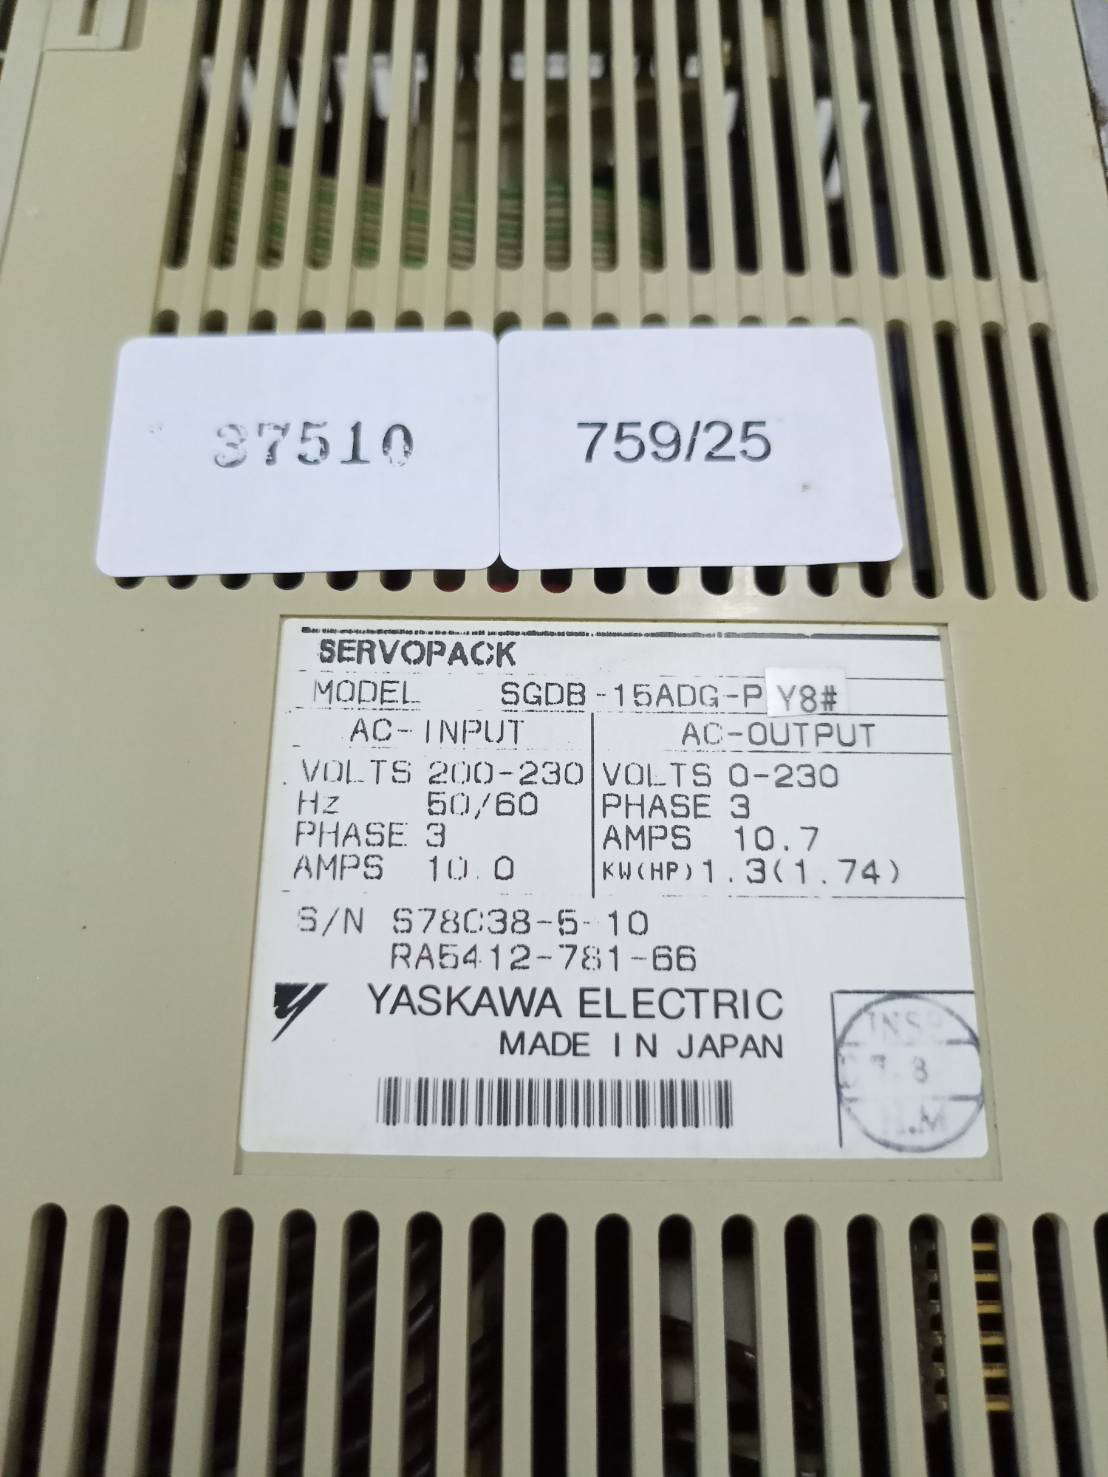 37510
759/25
SERVOPACK
MODEL SGDB-15ADG-P Y8#
AC-INPUT AC-OUTPUT
VOLTS 200-230 VOLTS 0-230
Hz 50/60 PHASE 3
PHASE 3 AMPS 10.7
AMPS 10.0 KW(HP) 1.3(1.74)
S/N S78C38-5-10
RA5412-781-66
YASKAWA ELECTRIC
MADE IN JAPAN
INSP